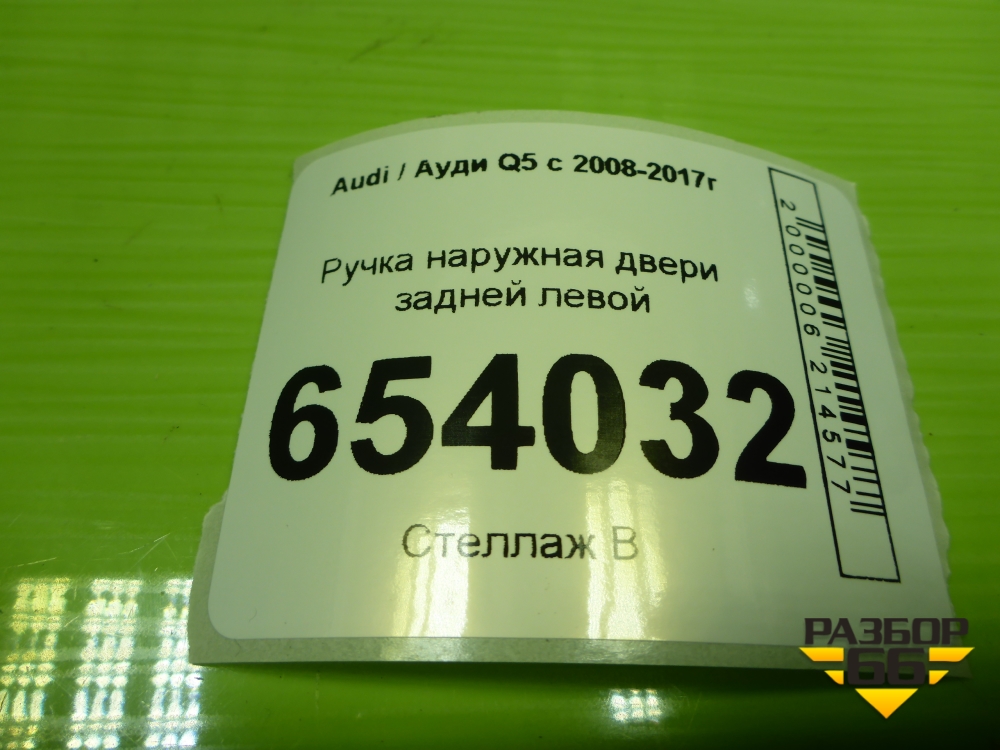 Audi / Ауди Q5 с 2008-2017г
Ручка наружная двери
задней левой
654032
Стеллаж В
2000006214577
РАЗБОР
66